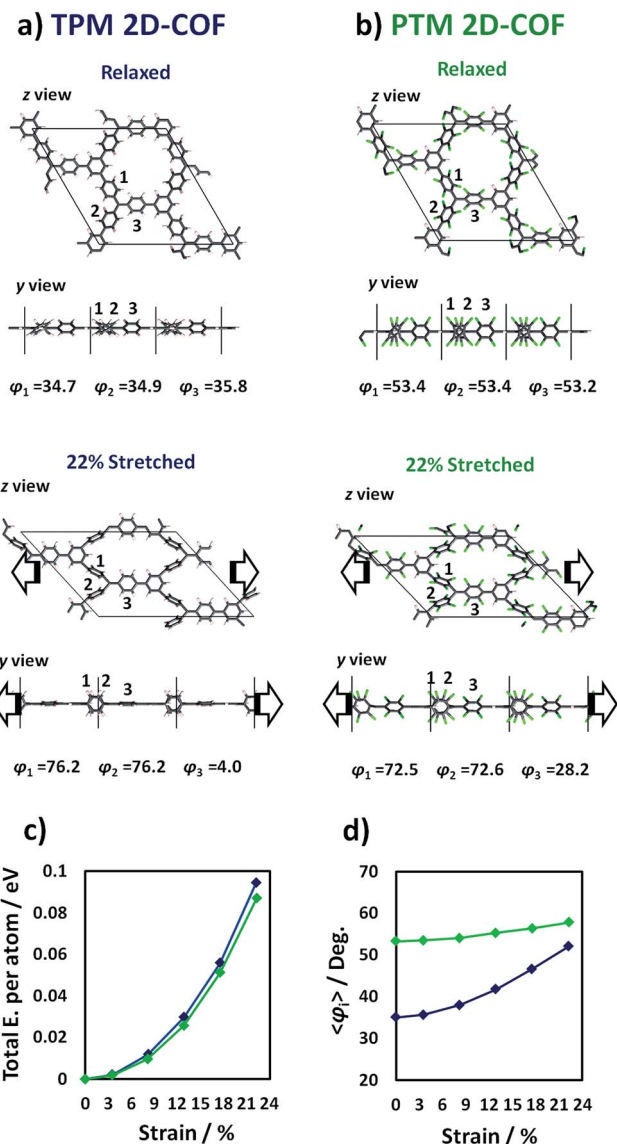 a) TPM 2D-COF
Relaxed
z view
1
2
3
y view
1 2 3
φ1 =34.7 φ2 =34.9 φ3 =35.8
22% Stretched
z view
1
2
3
y view
1 2
3
φ1 =76.2 φ2 =76.2 φ3 =4.0
b) PTM 2D-COF
Relaxed
z view
1
2
3
y view
1 2 3
φ1 =53.4 φ2 =53.4 φ3 =53.2
22% Stretched
z view
1
2
3
y view
1 2 3
φ1 =72.5 φ2 =72.6 φ3 =28.2
c)
Total E. per atom / eV
0.1
0.08
0.06
0.04
0.02
0
0 3 6 9 12 15 18 21 24
Strain / %
d)
<φi> / Deg.
70
60
50
40
30
20
0 3 6 9 12 15 18 21 24
Strain / %